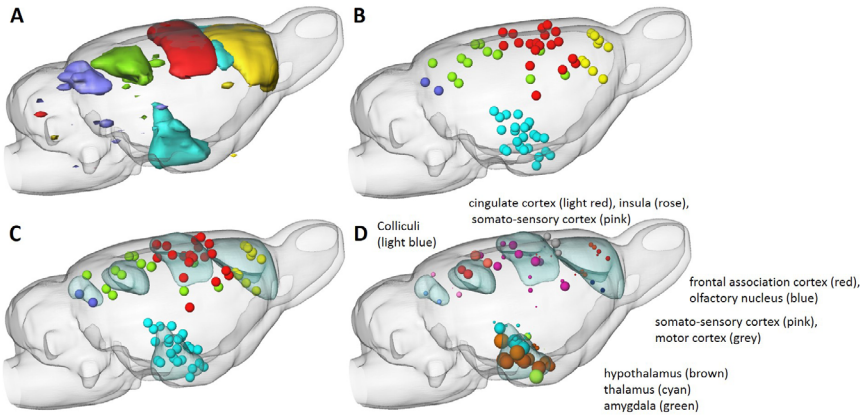 A
B
cingulate cortex (light red), insula (rose),
somato-sensory cortex (pink)
C
Colliculi
(light blue)
D
frontal association cortex (red),
olfactory nucleus (blue)
somato-sensory cortex (pink),
motor cortex (grey)
hypothalamus (brown)
thalamus (cyan)
amygdala (green)